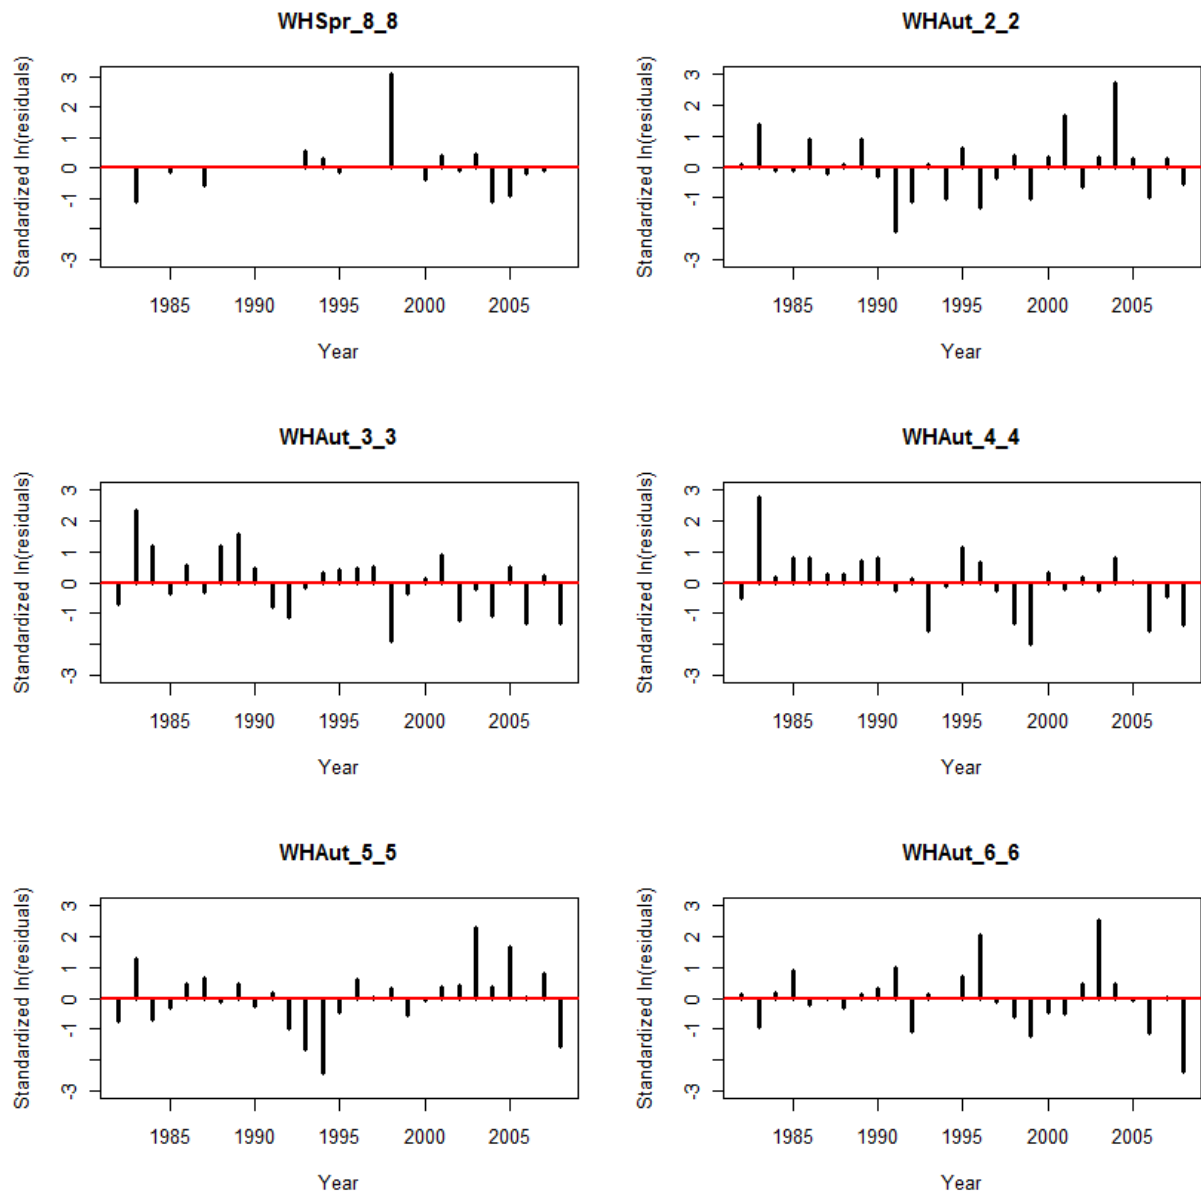 WHSpr_8_8
Standardized ln(residuals)
3
2
1
0
-1
-3
1985 1990 1995 2000 2005
Year
WHAut_2_2
Standardized ln(residuals)
3
2
1
0
-1
-3
1985 1990 1995 2000 2005
Year
WHAut_3_3
Standardized ln(residuals)
3
2
1
0
-1
-3
1985 1990 1995 2000 2005
Year
WHAut_4_4
Standardized ln(residuals)
3
2
1
0
-1
-3
1985 1990 1995 2000 2005
Year
WHAut_5_5
Standardized ln(residuals)
3
2
1
0
-1
-3
1985 1990 1995 2000 2005
Year
WHAut_6_6
Standardized ln(residuals)
3
2
1
0
-1
-3
1985 1990 1995 2000 2005
Year